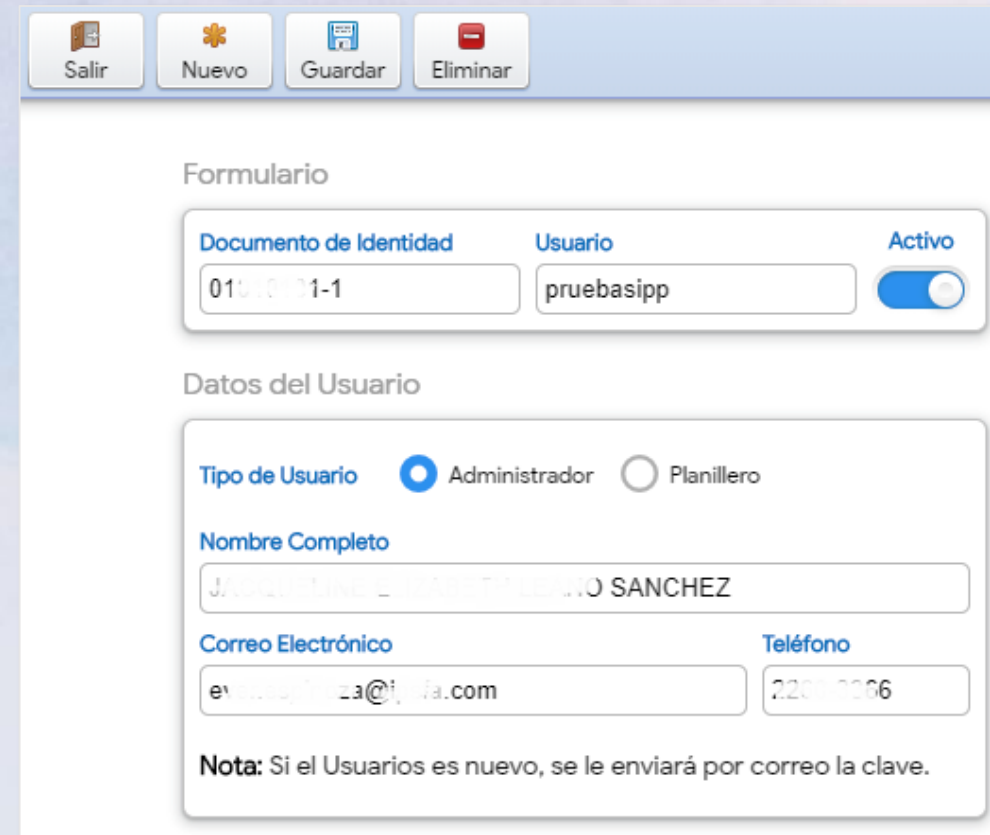 Salir Nuevo Guardar Eliminar
Formulario
Documento de Identidad Usuario Activo
pruebasipp
Datos del Usuario
Tipo de Usuario Administrador Planillero
Nombre Completo
SANCHEZ
Correo Electrónico Teléfono
Nota: Si el Usuarios es nuevo, se le enviará por correo la clave.